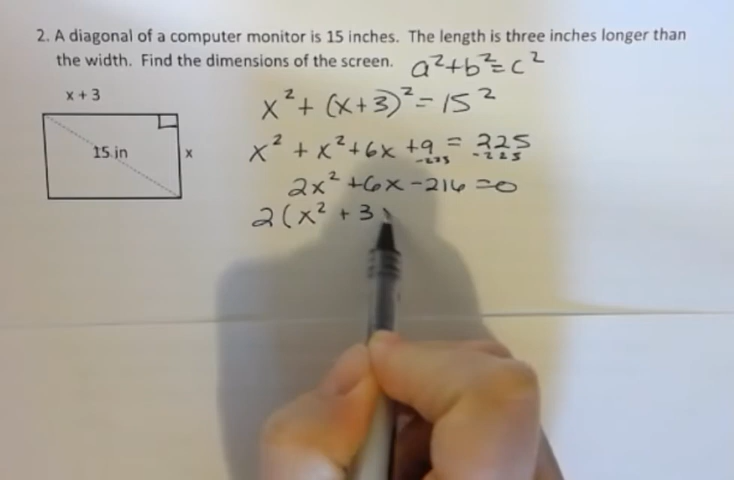 2. A diagonal of a computer monitor is 15 inches. The length is three inches longer than
the width. Find the dimensions of the screen. a²+b²=c²
x + 3
x² + (x+3)² = 15²
15 in x
x² + x² + 6x + 9 = 225
-225 -225
2x² + 6x - 216 = 0
2(x² + 3